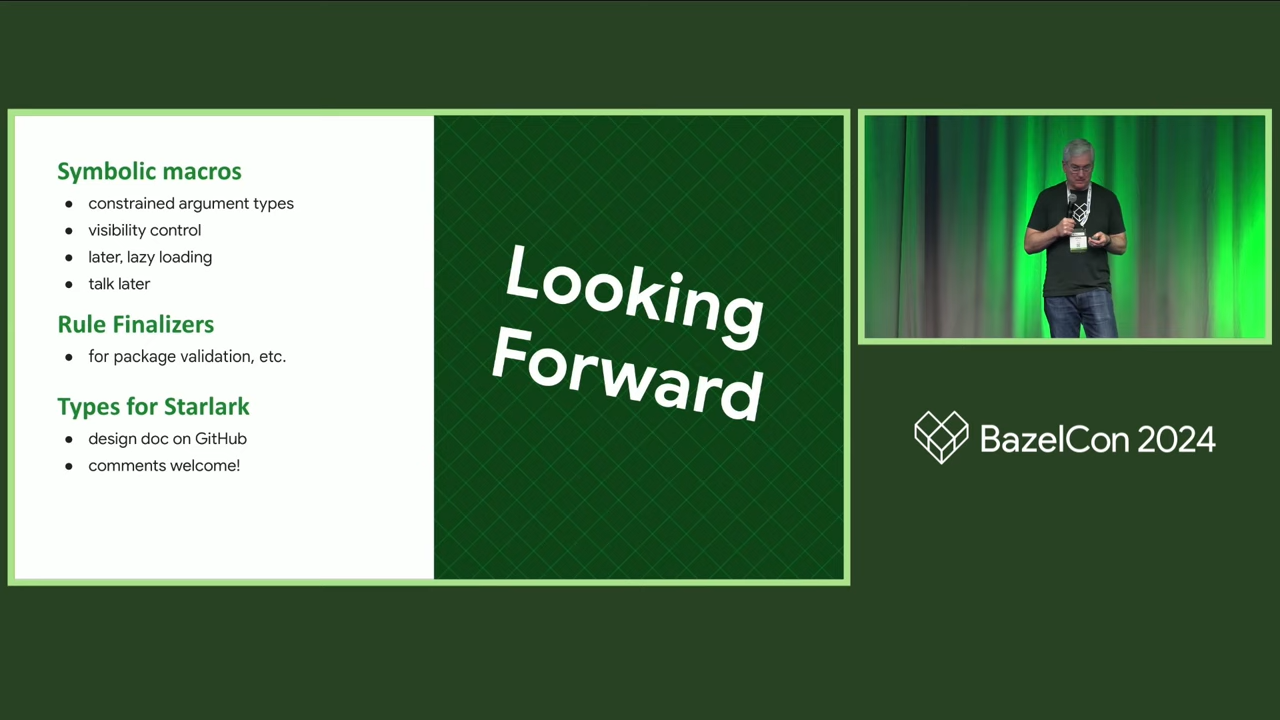 Symbolic macros
● constrained argument types
● visibility control
● later, lazy loading
● talk later
Rule Finalizers
● for package validation, etc.
Types for Starlark
● design doc on GitHub
● comments welcome!
Looking
Forward
BazelCon 2024